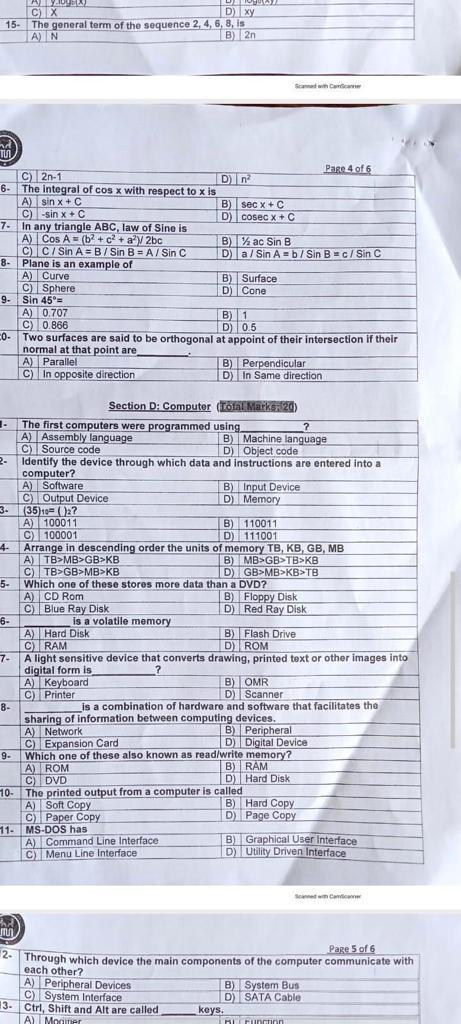 C) X D) xy
15- The general term of the sequence 2, 4, 6, 8, is
A) N B) 2n
Scanned with CamScanner
Page 4 of 6
C) 2n-1 D) n²
6- The integral of cos x with respect to x is
A) sin x + C B) sec x + C
C) -sin x + C D) cosec x + C
7- In any triangle ABC, law of Sine is
A) Cos A = (b² + c² + a²)/ 2bc B) ½ ac Sin B
C) C / Sin A = B / Sin B = A / Sin C D) a / Sin A = b / Sin B = c / Sin C
8- Plane is an example of
A) Curve B) Surface
C) Sphere D) Cone
9- Sin 45°=
A) 0.707 B) 1
C) 0.866 D) 0.5
0- Two surfaces are said to be orthogonal at appoint of their intersection if their
normal at that point are________.
A) Parallel B) Perpendicular
C) In opposite direction D) In Same direction
Section D: Computer (Total Marks: 20)
1- The first computers were programmed using________?
A) Assembly language B) Machine language
C) Source code D) Object code
2- Identify the device through which data and instructions are entered into a
computer?
A) Software B) Input Device
C) Output Device D) Memory
3- (35)₁₀= ( )₂?
A) 100011 B) 110011
C) 100001 D) 111001
4- Arrange in descending order the units of memory TB, KB, GB, MB
A) TB>MB>GB>KB B) MB>GB>TB>KB
C) TB>GB>MB>KB D) GB>MB>KB>TB
5- Which one of these stores more data than a DVD?
A) CD Rom B) Floppy Disk
C) Blue Ray Disk D) Red Ray Disk
6- ________ is a volatile memory
A) Hard Disk B) Flash Drive
C) RAM D) ROM
7- A light sensitive device that converts drawing, printed text or other images into
digital form is________?
A) Keyboard B) OMR
C) Printer D) Scanner
8- ________is a combination of hardware and software that facilitates the
sharing of information between computing devices.
A) Network B) Peripheral
C) Expansion Card D) Digital Device
9- Which one of these also known as read/write memory?
A) ROM B) RAM
C) DVD D) Hard Disk
10- The printed output from a computer is called
A) Soft Copy B) Hard Copy
C) Paper Copy D) Page Copy
11- MS-DOS has
A) Command Line Interface B) Graphical User Interface
C) Menu Line Interface D) Utility Driven Interface
Scanned with CamScanner
Page 5 of 6
2- Through which device the main components of the computer communicate with
each other?
A) Peripheral Devices B) System Bus
C) System Interface D) SATA Cable
3- Ctrl, Shift and Alt are called ______ keys.